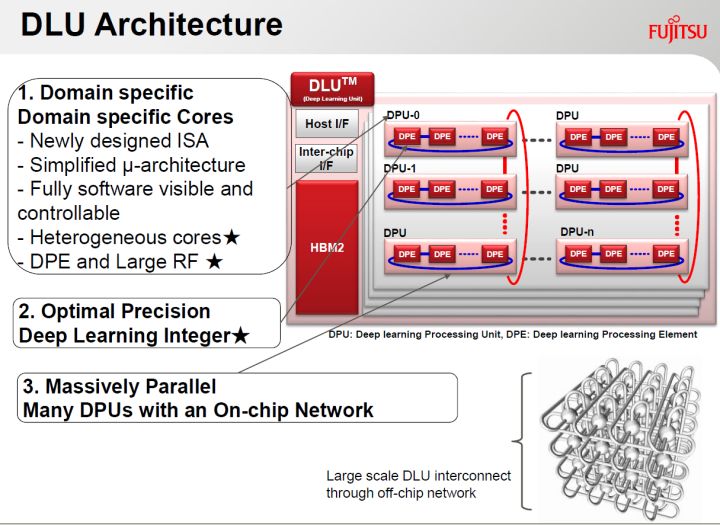 DLU Architecture
FUJITSU
1. Domain specific
Domain specific Cores
- Newly designed ISA
- Simplified μ-architecture
- Fully software visible and
controllable
- Heterogeneous cores★
- DPE and Large RF ★
2. Optimal Precision
Deep Learning Integer★
3. Massively Parallel
Many DPUs with an On-chip Network
DLU™
(Deep Learning Unit)
Host I/F
Inter-chip
I/F
HBM2
DPU-0
DPE DPE DPE
DPU
DPE DPE DPE
DPU-1
DPE DPE DPE
DPU
DPE DPE DPE
DPU
DPE DPE DPE
DPU-n
DPE DPE DPE
DPU: Deep learning Processing Unit, DPE: Deep learning Processing Element
Large scale DLU interconnect
through off-chip network